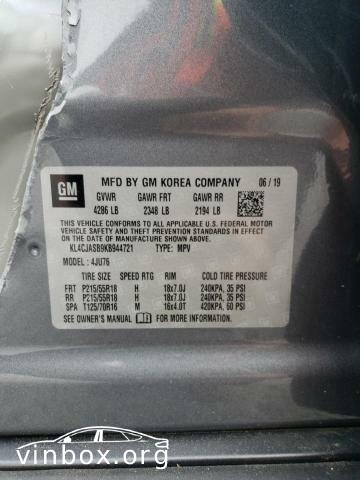 GM
MFD BY GM KOREA COMPANY 06/19
GVWR GAWR FRT GAWR RR
4286 LB 2348 LB 2194 LB
THIS VEHICLE CONFORMS TO ALL APPLICABLE U.S. FEDERAL MOTOR
VEHICLE SAFETY, BUMPER, AND THEFT PREVENTION STANDARDS IN
EFFECT ON THE DATE OF MANUFACTURE SHOWN ABOVE.
KL4CJASB9KB944721 TYPE: MPV
MODEL: 4JU76
TIRE SIZE SPEED RTG RIM COLD TIRE PRESSURE
FRT P215/55R18 H 18x7.0J 240KPA, 35 PSI
RR P215/55R18 H 18x7.0J 240KPA, 35 PSI
SPA T125/70R16 M 16x4.0T 420KPA, 60 PSI
SEE OWNER'S MANUAL FOR MORE INFORMATION.
vinbox.org